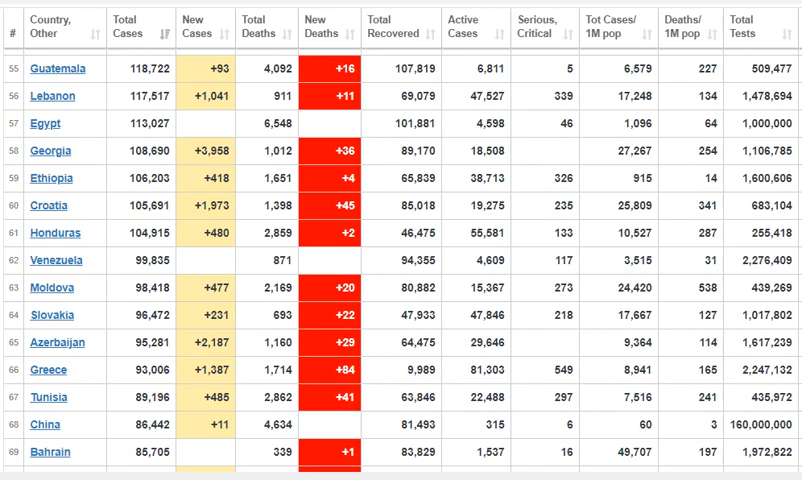 # Country, Other Total Cases New Cases Total Deaths New Deaths Total Recovered Active Cases Serious, Critical Tot Cases/ 1M pop Deaths/ 1M pop Total Tests
55 Guatemala 118,722 +93 4,092 +16 107,819 6,811 5 6,579 227 509,477
56 Lebanon 117,517 +1,041 911 +11 69,079 47,527 339 17,248 134 1,478,694
57 Egypt 113,027 6,548 101,881 4,598 46 1,096 64 1,000,000
58 Georgia 108,690 +3,958 1,012 +36 89,170 18,508 27,267 254 1,106,785
59 Ethiopia 106,203 +418 1,651 +4 65,839 38,713 326 915 14 1,600,606
60 Croatia 105,691 +1,973 1,398 +45 85,018 19,275 235 25,809 341 683,104
61 Honduras 104,915 +480 2,859 +2 46,475 55,581 133 10,527 287 255,418
62 Venezuela 99,835 871 94,355 4,609 117 3,515 31 2,276,409
63 Moldova 98,418 +477 2,169 +20 80,882 15,367 273 24,420 538 439,269
64 Slovakia 96,472 +231 693 +22 47,933 47,846 218 17,667 127 1,017,802
65 Azerbaijan 95,281 +2,187 1,160 +29 64,475 29,646 9,364 114 1,617,239
66 Greece 93,006 +1,387 1,714 +84 9,989 81,303 549 8,941 165 2,247,132
67 Tunisia 89,196 +485 2,862 +41 63,846 22,488 297 7,516 241 435,972
68 China 86,442 +11 4,634 81,493 315 6 60 3 160,000,000
69 Bahrain 85,705 339 +1 83,829 1,537 16 49,707 197 1,972,822